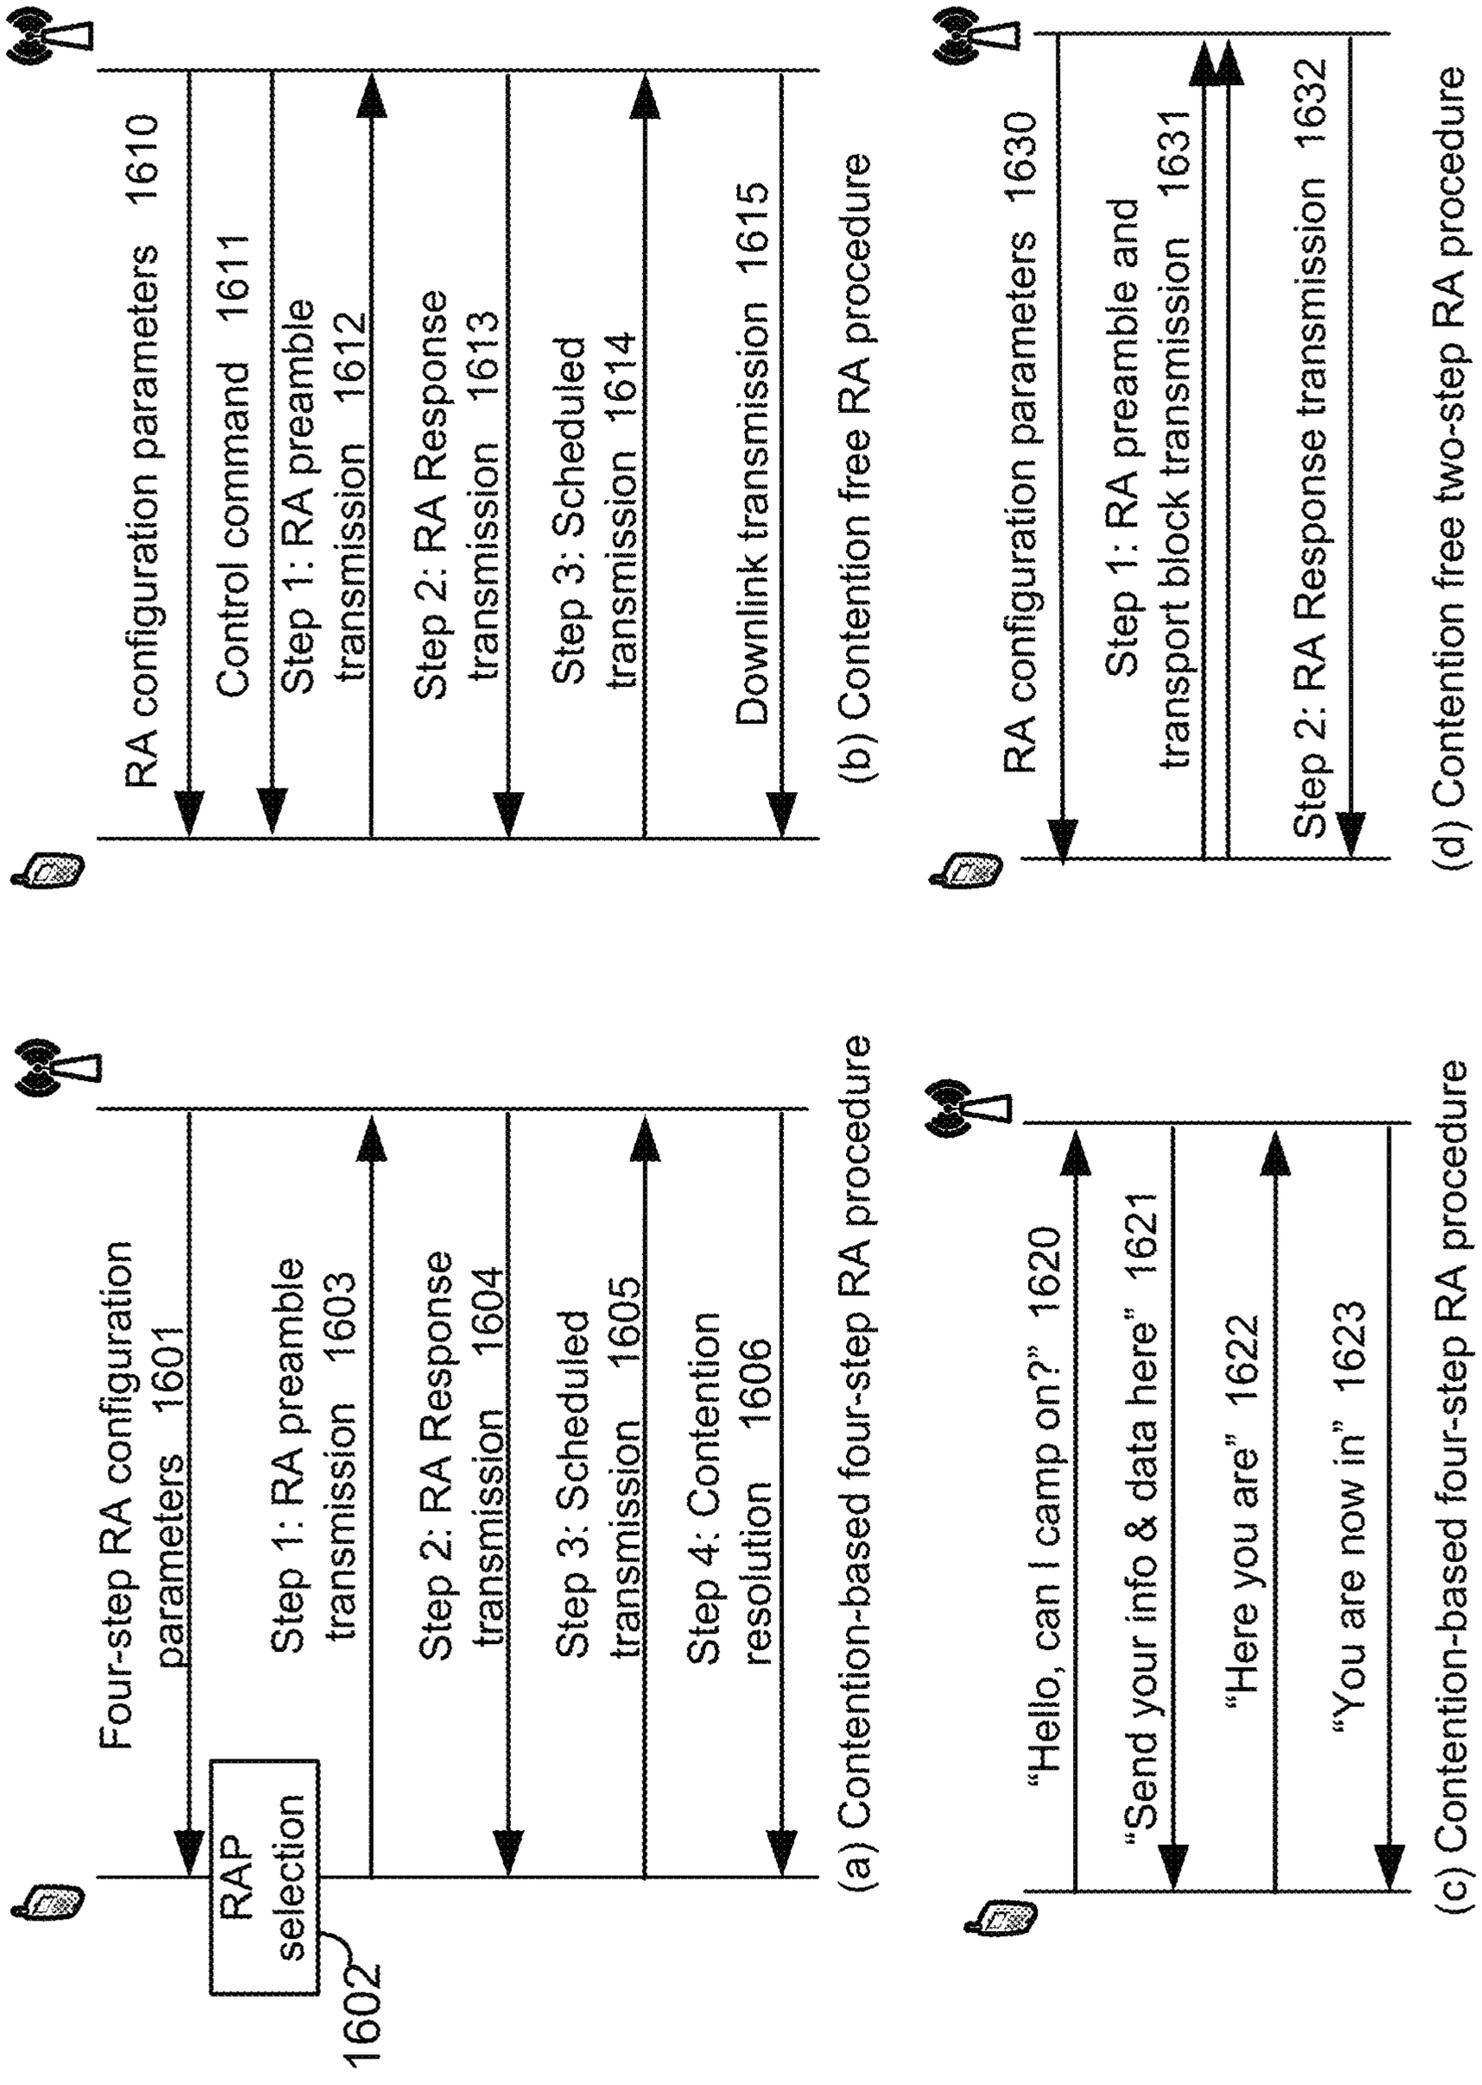 Four-step RA configuration
parameters 1601
RAP
selection
1602
Step 1: RA preamble
transmission 1603
Step 2: RA Response
transmission 1604
Step 3: Scheduled
transmission 1605
Step 4: Contention
resolution 1606
(a) Contention-based four-step RA procedure
RA configuration parameters 1610
Control command 1611
Step 1: RA preamble
transmission 1612
Step 2: RA Response
transmission 1613
Step 3: Scheduled
transmission 1614
Downlink transmission 1615
(b) Contention free RA procedure
“Hello, can I camp on?” 1620
“Send your info & data here” 1621
“Here you are” 1622
“You are now in” 1623
(c) Contention-based four-step RA procedure
RA configuration parameters 1630
Step 1: RA preamble and
transport block transmission 1631
Step 2: RA Response transmission 1632
(d) Contention free two-step RA procedure